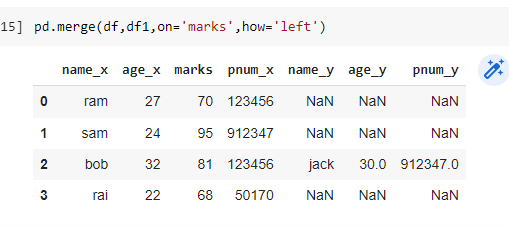 15] pd.merge(df,df1,on='marks',how='left')
name_x age_x marks pnum_x name_y age_y pnum_y
0 ram 27 70 123456 NaN NaN NaN
1 sam 24 95 912347 NaN NaN NaN
2 bob 32 81 123456 jack 30.0 912347.0
3 rai 22 68 50170 NaN NaN NaN